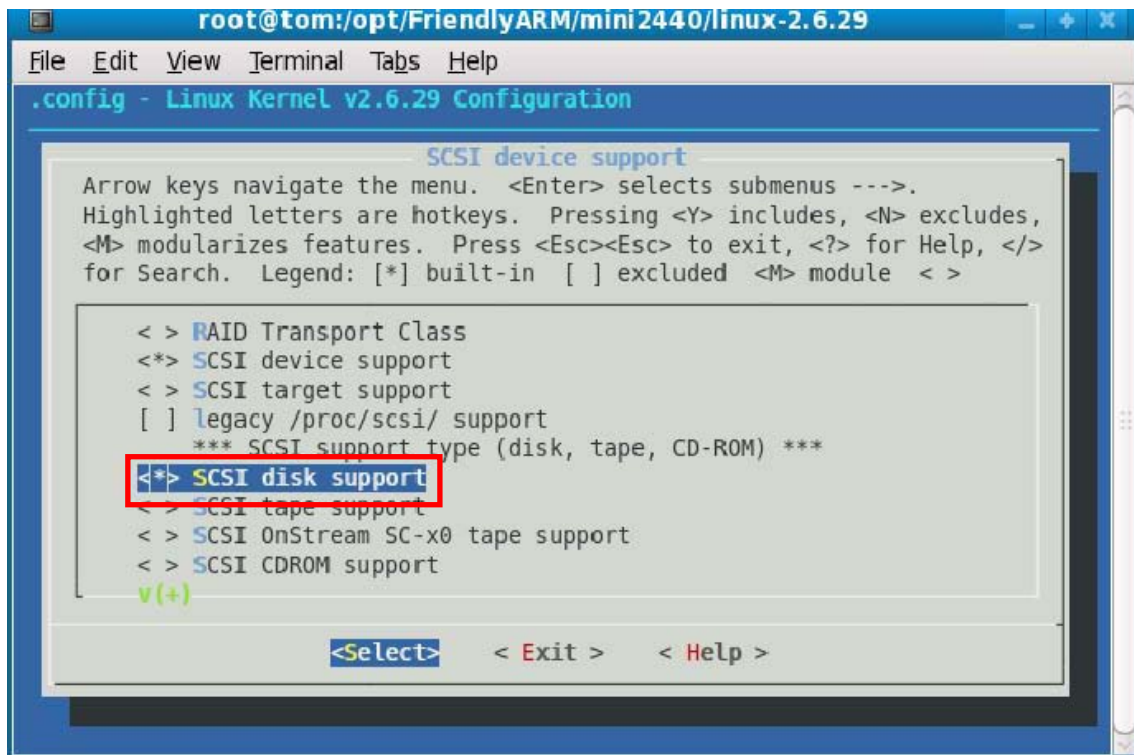 root@tom:/opt/FriendlyARM/mini2440/linux-2.6.29
File Edit View Terminal Tabs Help
.config - Linux Kernel v2.6.29 Configuration
SCSI device support
Arrow keys navigate the menu. <Enter> selects submenus --->.
Highlighted letters are hotkeys. Pressing <Y> includes, <N> excludes,
<M> modularizes features. Press <Esc><Esc> to exit, <?> for Help, </>
for Search. Legend: [*] built-in [ ] excluded <M> module < >
< > RAID Transport Class
<*> SCSI device support
< > SCSI target support
[ ] legacy /proc/scsi/ support
*** SCSI support type (disk, tape, CD-ROM) ***
<*> SCSI disk support
< > SCSI tape support
< > SCSI OnStream SC-x0 tape support
< > SCSI CDROM support
v(+)
<Select> < Exit > < Help >